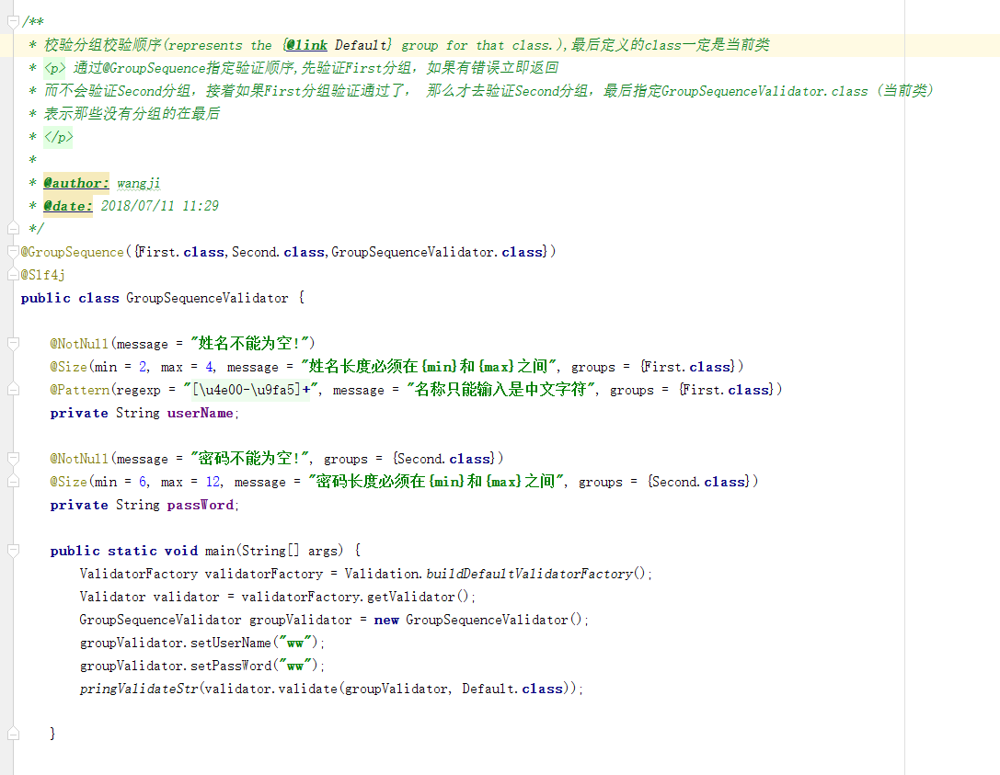 /**
 * 校验分组校验顺序(represents the {@link Default} group for that class.),最后定义的class一定是当前类
 * <p> 通过@GroupSequence指定验证顺序,先验证First分组，如果有错误立即返回
 * 而不会验证Second分组，接着如果First分组验证通过了， 那么才去验证Second分组，最后指定GroupSequenceValidator.class (当前类)
 * 表示那些没有分组的在最后
 * </p>
 *
 * @author: wangji
 * @date: 2018/07/11 11:29
 */
@GroupSequence({First.class,Second.class,GroupSequenceValidator.class})
@Slf4j
public class GroupSequenceValidator {
    @NotNull(message = "姓名不能为空!")
    @Size(min = 2, max = 4, message = "姓名长度必须在{min}和{max}之间", groups = {First.class})
    @Pattern(regexp = "[\u4e00-\u9fa5]+", message = "名称只能输入是中文字符", groups = {First.class})
    private String userName;
    @NotNull(message = "密码不能为空!", groups = {Second.class})
    @Size(min = 6, max = 12, message = "密码长度必须在{min}和{max}之间", groups = {Second.class})
    private String passWord;
    public static void main(String[] args) {
        ValidatorFactory validatorFactory = Validation.buildDefaultValidatorFactory();
        Validator validator = validatorFactory.getValidator();
        GroupSequenceValidator groupValidator = new GroupSequenceValidator();
        groupValidator.setUserName("ww");
        groupValidator.setPassWord("ww");
        pringValidateStr(validator.validate(groupValidator, Default.class));
    }